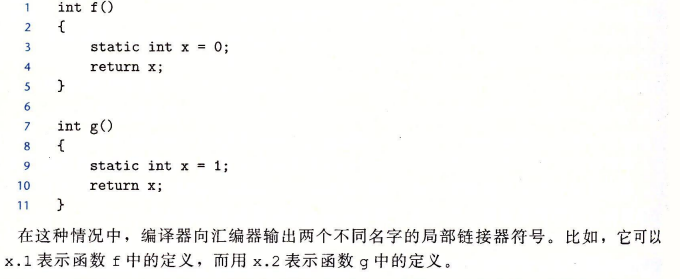 1 int f()
2 {
3 static int x = 0;
4 return x;
5 }
6
7 int g()
8 {
9 static int x = 1;
10 return x;
11 }
在这种情况中，编译器向汇编器输出两个不同名字的局部链接器符号。比如，它可以
x.1表示函数 f 中的定义，而用 x.2 表示函数 g 中的定义。